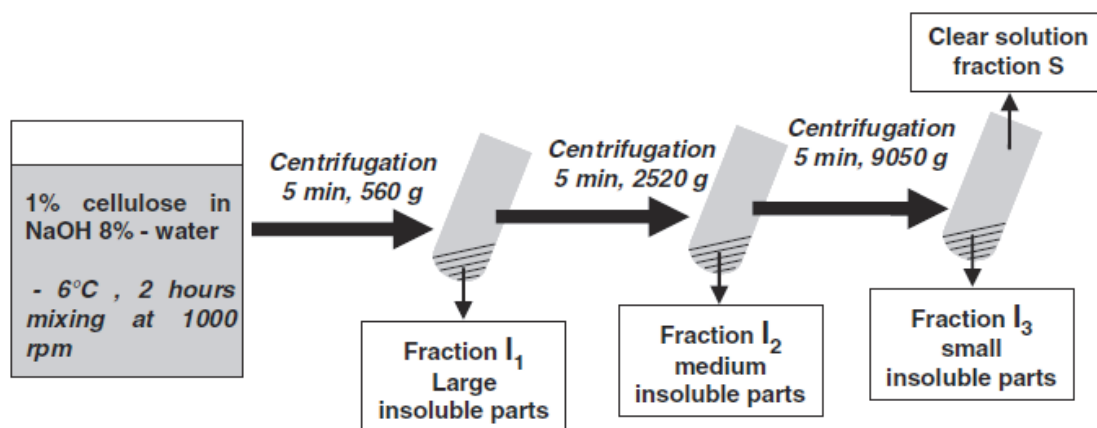 1% cellulose in
NaOH 8% - water
- 6°C , 2 hours
mixing at 1000
rpm
Centrifugation
5 min, 560 g
Fraction I1
Large
insoluble parts
Centrifugation
5 min, 2520 g
Fraction I2
medium
insoluble parts
Centrifugation
5 min, 9050 g
Clear solution
fraction S
Fraction I3
small
insoluble parts